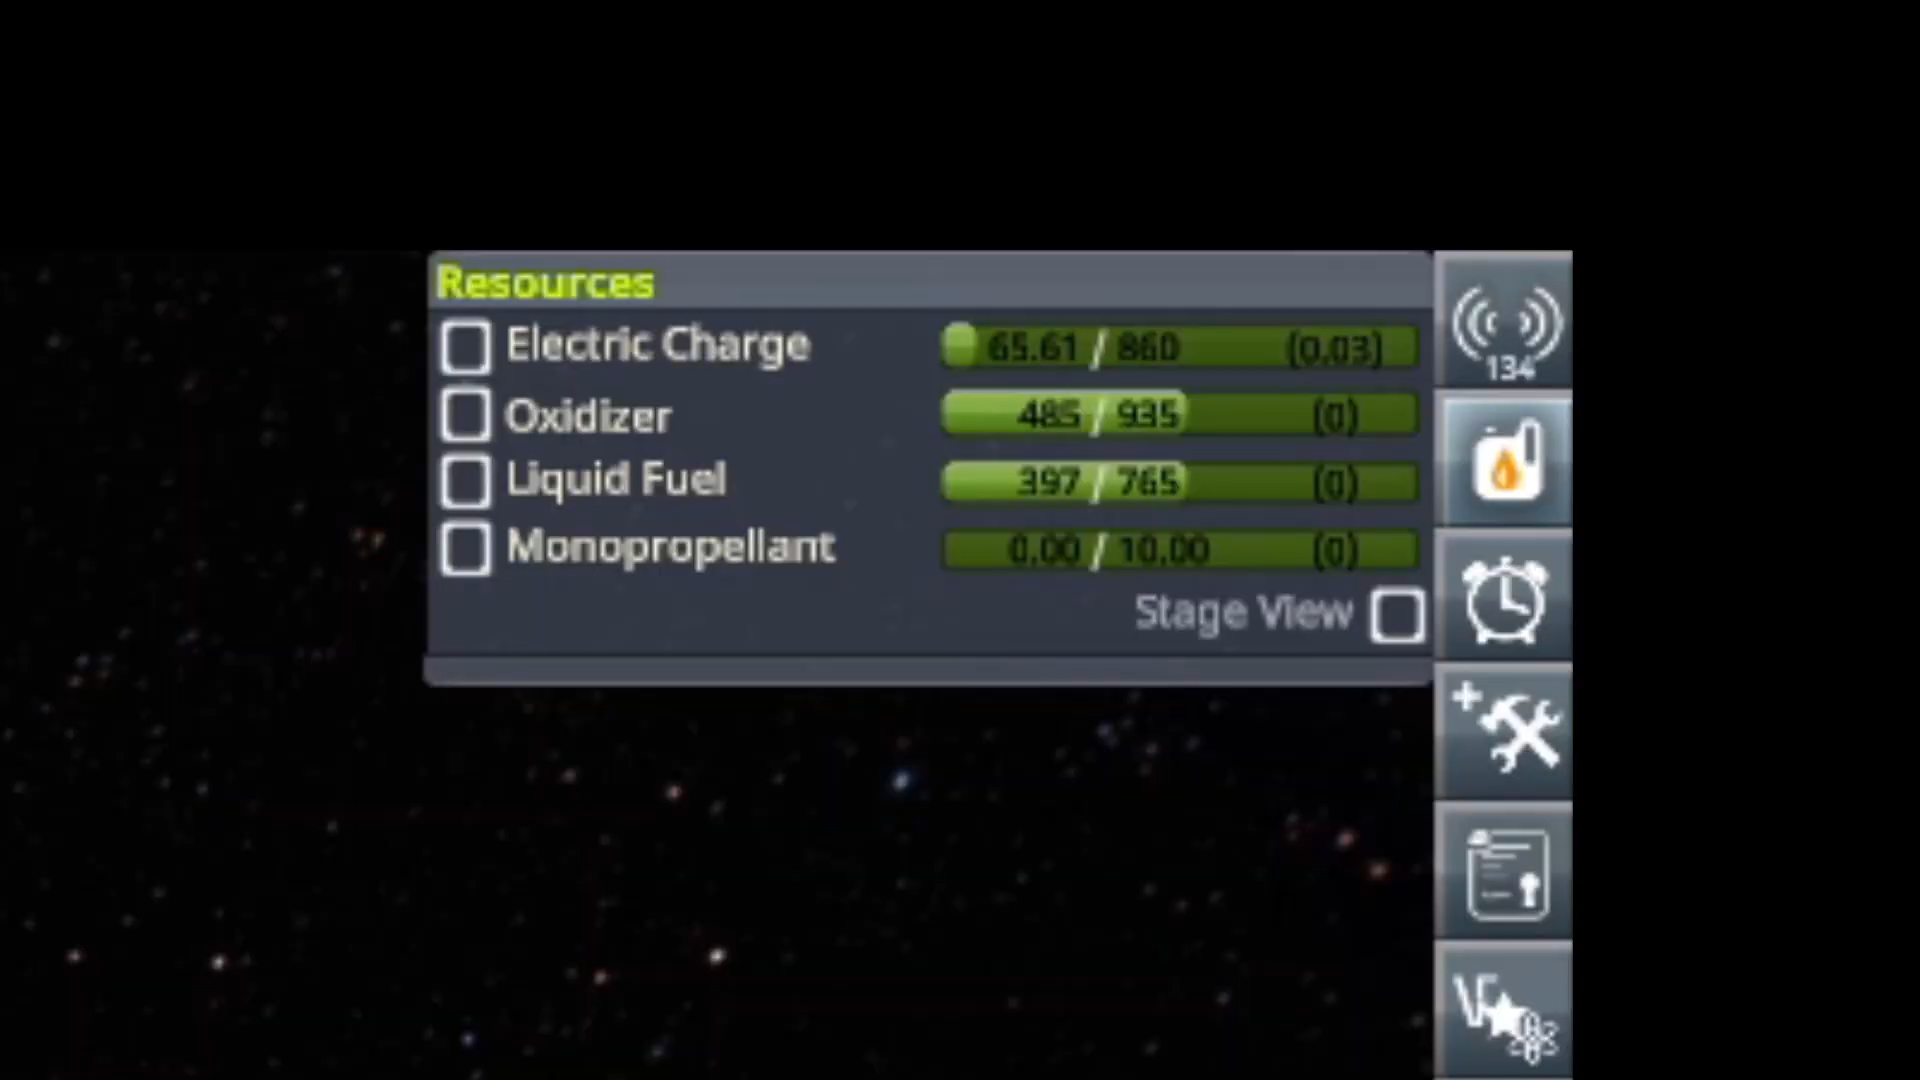 Resources
Electric Charge 65.61 / 860 (0.03)
Oxidizer 485 / 935 (0)
Liquid Fuel 397 / 765 (0)
Monopropellant 0.00 / 10.00 (0)
Stage View
134